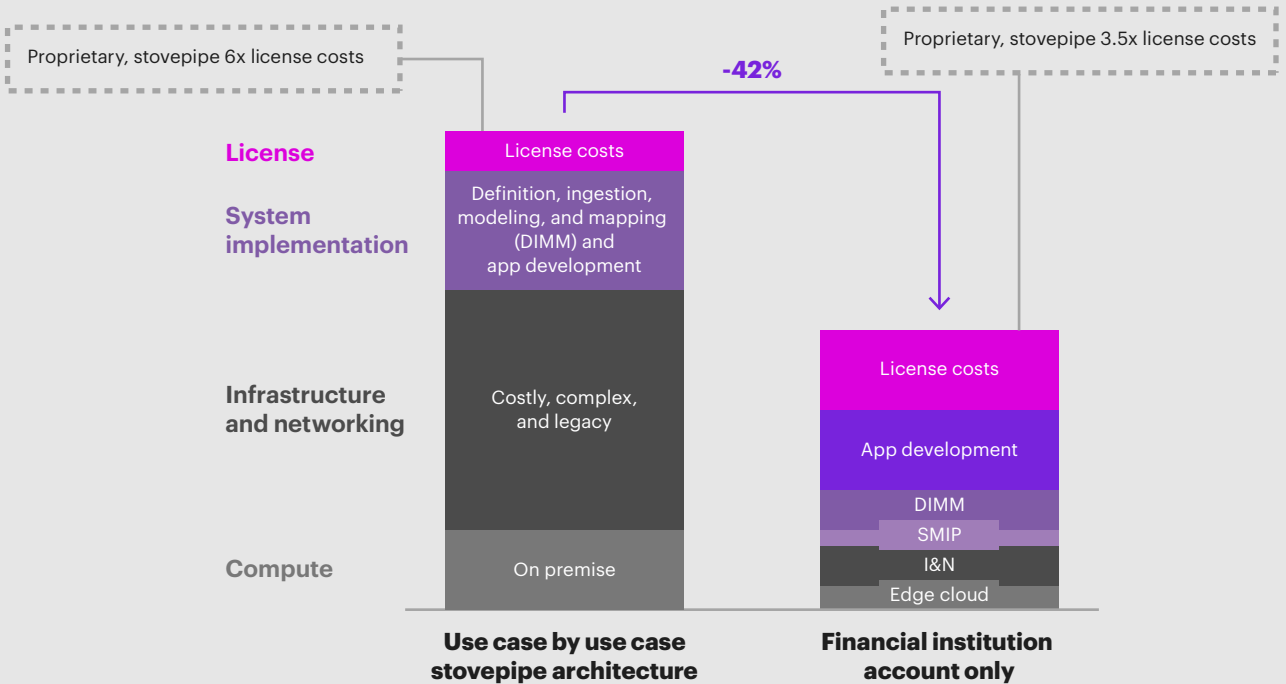 Proprietary, stovepipe 6x license costs
Proprietary, stovepipe 3.5x license costs
-42%
License
License costs
System
implementation
Definition, ingestion,
modeling, and mapping
(DIMM) and
app development
Infrastructure
and networking
Costly, complex,
and legacy
Compute
On premise
License costs
App development
DIMM
SMIP
I&N
Edge cloud
Use case by use case
stovepipe architecture
Financial institution
account only